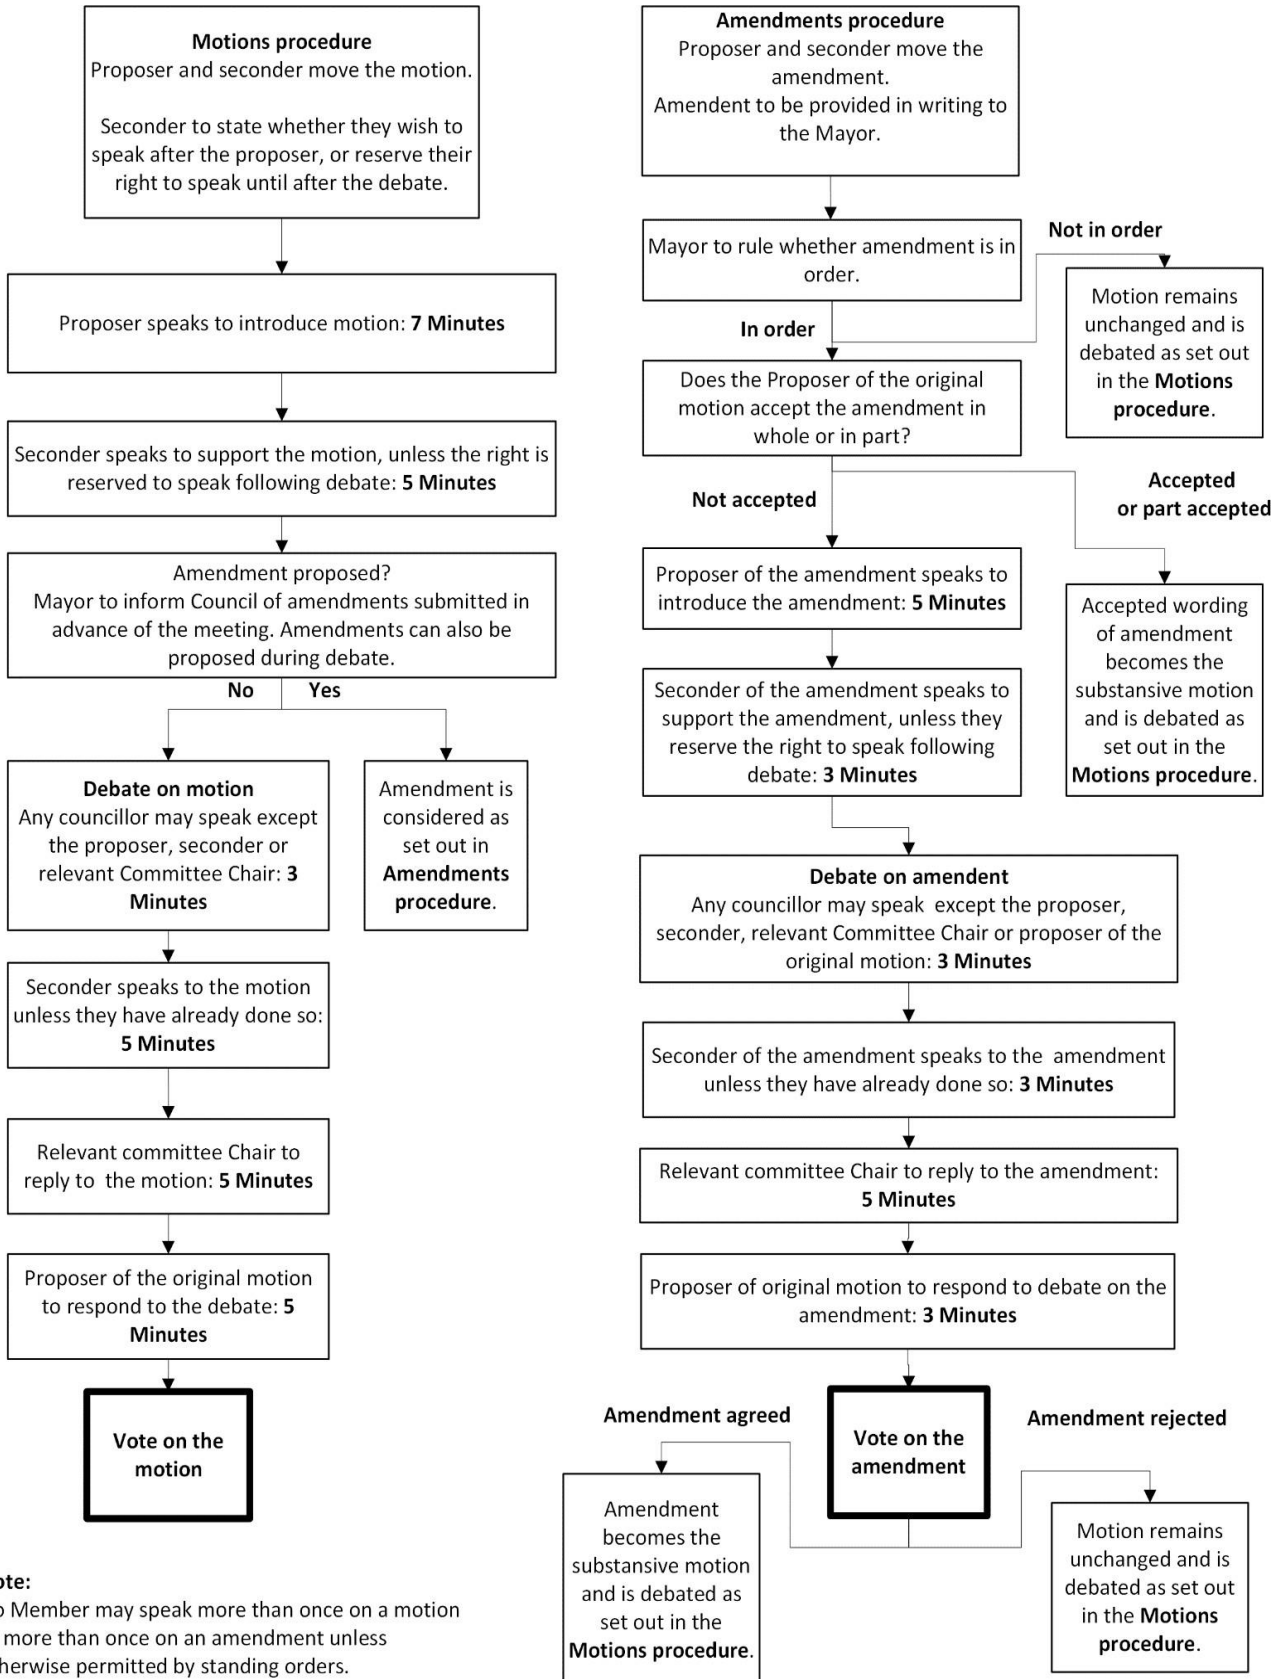 Motions procedure
Proposer and seconder move the motion.
Seconder to state whether they wish to
speak after the proposer, or reserve their
right to speak until after the debate.
Proposer speaks to introduce motion: 7 Minutes
Seconder speaks to support the motion, unless the right is
reserved to speak following debate: 5 Minutes
Amendment proposed?
Mayor to inform Council of amendments submitted in
advance of the meeting. Amendments can also be
proposed during debate.
No
Yes
Debate on motion
Any councillor may speak except
the proposer, seconder or
relevant Committee Chair: 3
Minutes
Amendment is
considered as
set out in
Amendments
procedure.
Seconder speaks to the motion
unless they have already done so:
5 Minutes
Relevant committee Chair to
reply to the motion: 5 Minutes
Proposer of the original motion
to respond to the debate: 5
Minutes
Vote on the
motion
ote:
o Member may speak more than once on a motion
more than once on an amendment unless
herwise permitted by standing orders.
Amendments procedure
Proposer and seconder move the
amendment.
Amendent to be provided in writing to
the Mayor.
Mayor to rule whether amendment is in
order.
Not in order
Motion remains
unchanged and is
debated as set out
in the Motions
procedure.
In order
Does the Proposer of the original
motion accept the amendment in
whole or in part?
Not accepted
Accepted
or part accepted
Accepted wording
of amendment
becomes the
substansive motion
and is debated as
set out in the
Motions procedure.
Proposer of the amendment speaks to
introduce the amendment: 5 Minutes
Seconder of the amendment speaks to
support the amendment, unless they
reserve the right to speak following
debate: 3 Minutes
Debate on amendent
Any councillor may speak except the proposer,
seconder, relevant Committee Chair or proposer of the
original motion: 3 Minutes
Seconder of the amendment speaks to the amendment
unless they have already done so: 3 Minutes
Relevant committee Chair to reply to the amendment:
5 Minutes
Proposer of original motion to respond to debate on the
amendment: 3 Minutes
Vote on the
amendment
Amendment agreed
Amendment
becomes the
substansive motion
and is debated as
set out in the
Motions procedure.
Amendment rejected
Motion remains
unchanged and is
debated as set out
in the Motions
procedure.